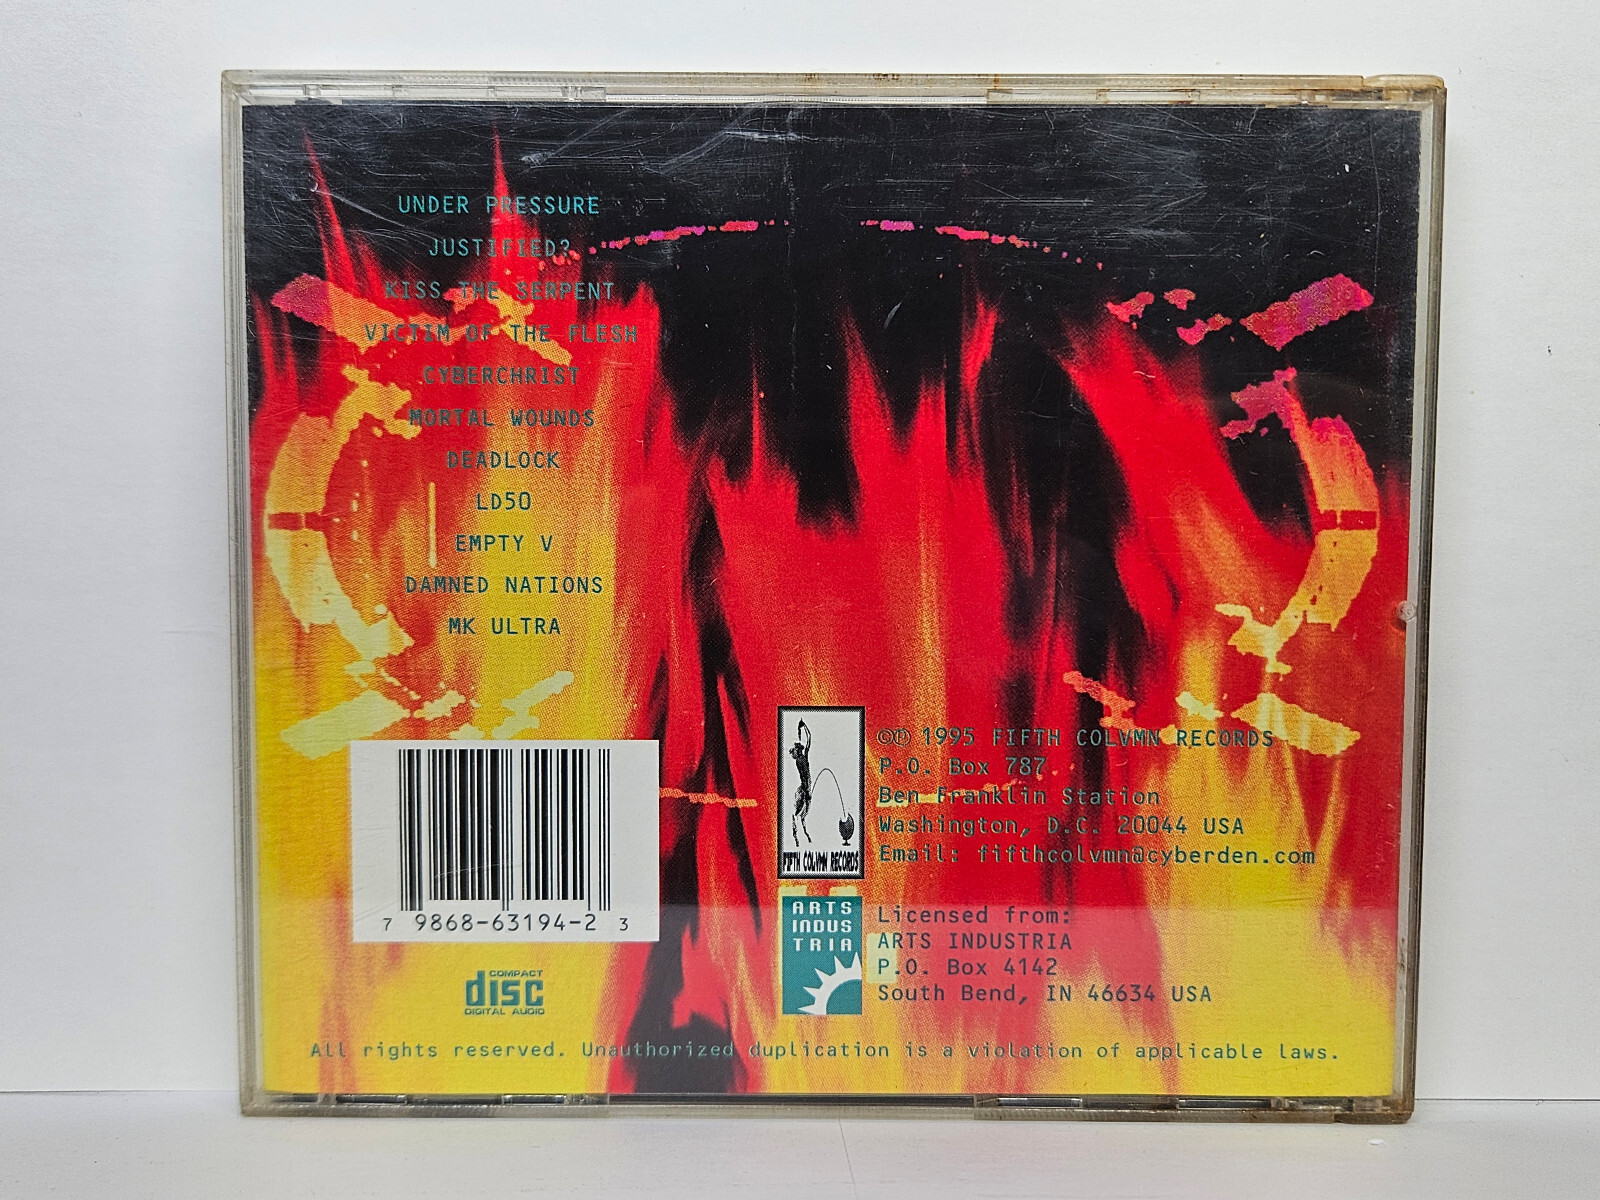 UNDER PRESSURE
JUSTIFIED?
KISS THE SERPENT
VICTIM OF THE FLESH
CYBERCHRIST
MORTAL WOUNDS
DEADLOCK
LD50
EMPTY V
DAMNED NATIONS
MK ULTRA
7 9868-63194-2 3
COMPACT
disc
DIGITAL AUDIO
FIFTH COLVMN RECORDS
©℗ 1995 FIFTH COLVMN RECORDS
P.O. Box 787
Ben Franklin Station
Washington, D.C. 20044 USA
Email: fifthcolvmn@cyberden.com
ARTS
INDUS
TRIA
Licensed from:
ARTS INDUSTRIA
P.O. Box 4142
South Bend, IN 46634 USA
All rights reserved. Unauthorized duplication is a violation of applicable laws.